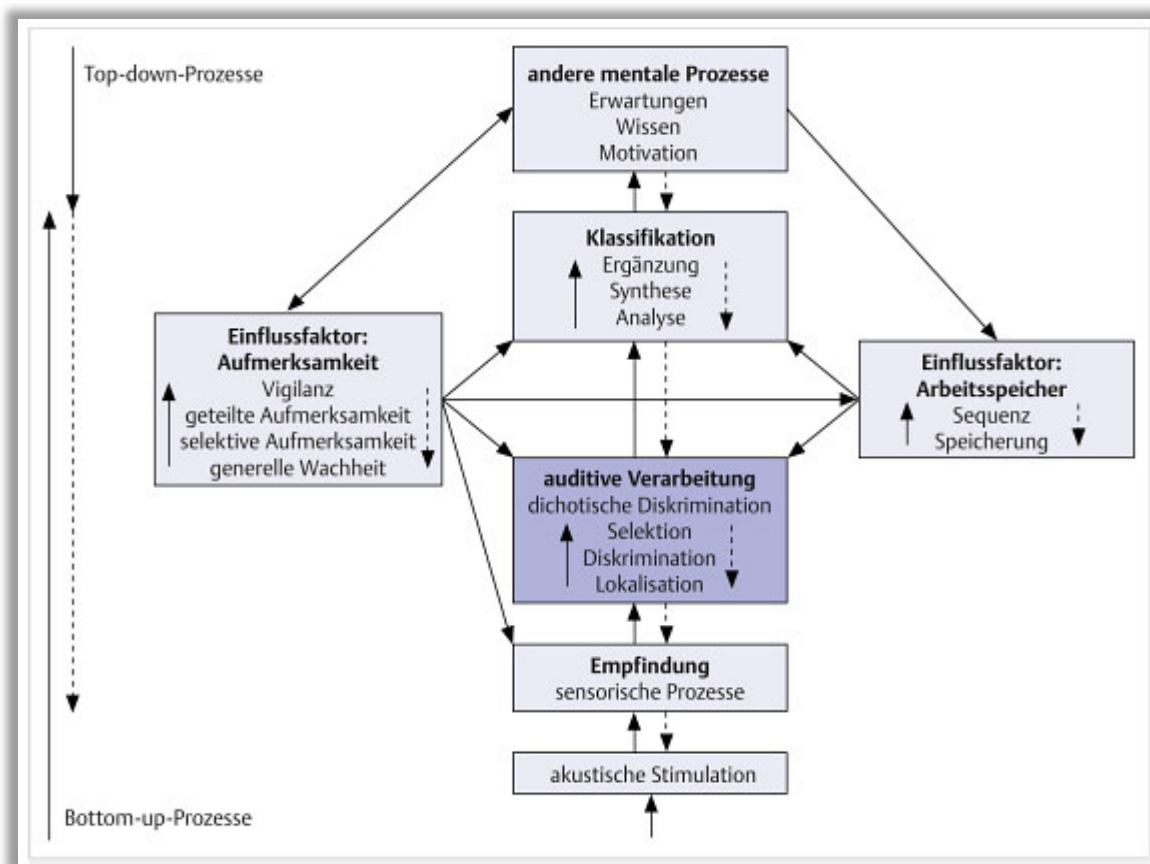 Top-down-Prozesse
andere mentale Prozesse
Erwartungen
Wissen
Motivation
Klassifikation
Ergänzung
Synthese
Analyse
Einflussfaktor:
Aufmerksamkeit
Vigilanz
geteilte Aufmerksamkeit
selektive Aufmerksamkeit
generelle Wachheit
Einflussfaktor:
Arbeitsspeicher
Sequenz
Speicherung
auditive Verarbeitung
dichotische Diskrimination
Selektion
Diskrimination
Lokalisation
Empfindung
sensorische Prozesse
akustische Stimulation
Bottom-up-Prozesse